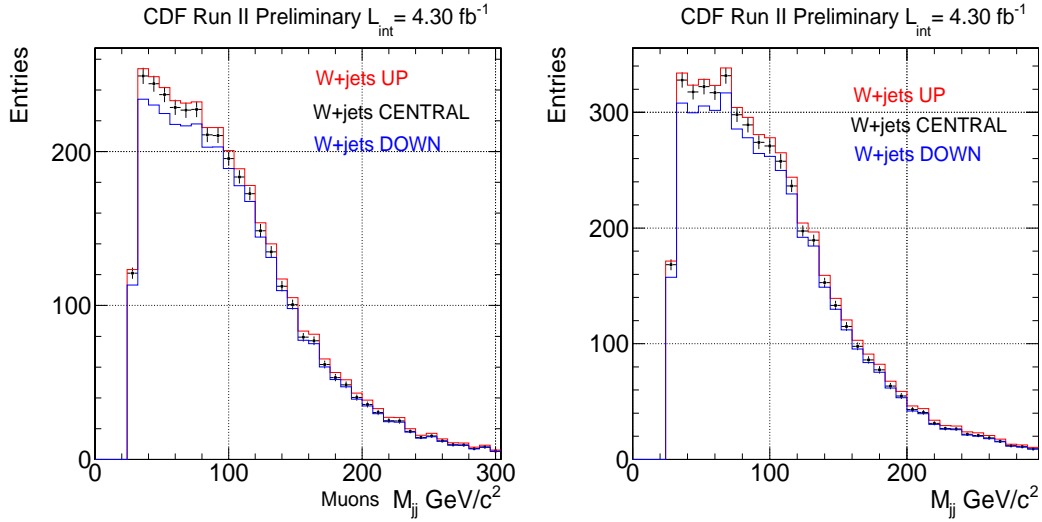 CDF Run II Preliminary L_int = 4.30 fb^-1
Entries
W+jets UP
W+jets CENTRAL
W+jets DOWN
200
100
0
0 100 200 300
Muons M_jj GeV/c^2
CDF Run II Preliminary L_int = 4.30 fb^-1
Entries
W+jets UP
W+jets CENTRAL
W+jets DOWN
300
200
100
0
0 100 200
M_jj GeV/c^2